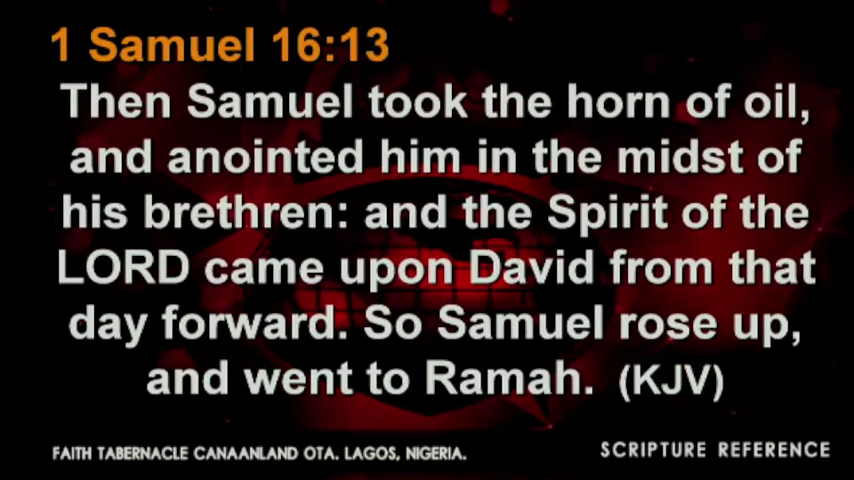 1 Samuel 16:13
Then Samuel took the horn of oil,
and anointed him in the midst of
his brethren: and the Spirit of the
LORD came upon David from that
day forward. So Samuel rose up,
and went to Ramah. (KJV)
FAITH TABERNACLE CANAANLAND OTA. LAGOS, NIGERIA.
SCRIPTURE REFERENCE